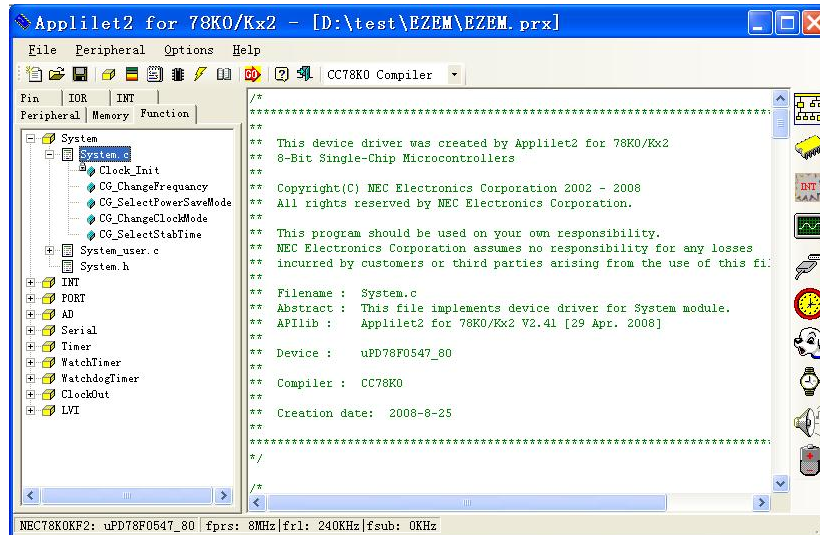 Applilet2 for 78K0/Kx2 - [D:\test\EZEM\EZEM.prx]
File Peripheral Options Help
GO CC78K0 Compiler
Pin IOR INT
Peripheral Memory Function
System
System.c
Clock_Init
CG_ChangeFrequancy
CG_SelectPowerSaveMode
CG_ChangeClockMode
CG_SelectStabTime
System_user.c
System.h
INT
PORT
AD
Serial
Timer
WatchTimer
WatchdogTimer
ClockOut
LVI
/*
*******************************************************************************
**
** This device driver was created by Applilet2 for 78K0/Kx2
** 8-Bit Single-Chip Microcontrollers
**
** Copyright(C) NEC Electronics Corporation 2002 - 2008
** All rights reserved by NEC Electronics Corporation.
**
** This program should be used on your own responsibility.
** NEC Electronics Corporation assumes no responsibility for any losses
** incurred by customers or third parties arising from the use of this fi
**
** Filename : System.c
** Abstract : This file implements device driver for System module.
** APIlib : Applilet2 for 78K0/Kx2 V2.41 [29 Apr. 2008]
**
** Device : uPD78F0547_80
**
** Compiler : CC78K0
**
** Creation date: 2008-8-25
**
*******************************************************************************
*/
/*
INT
NEC78K0KF2: uPD78F0547_80 fprs: 8MHz|frl: 240KHz|fsub: 0KHz